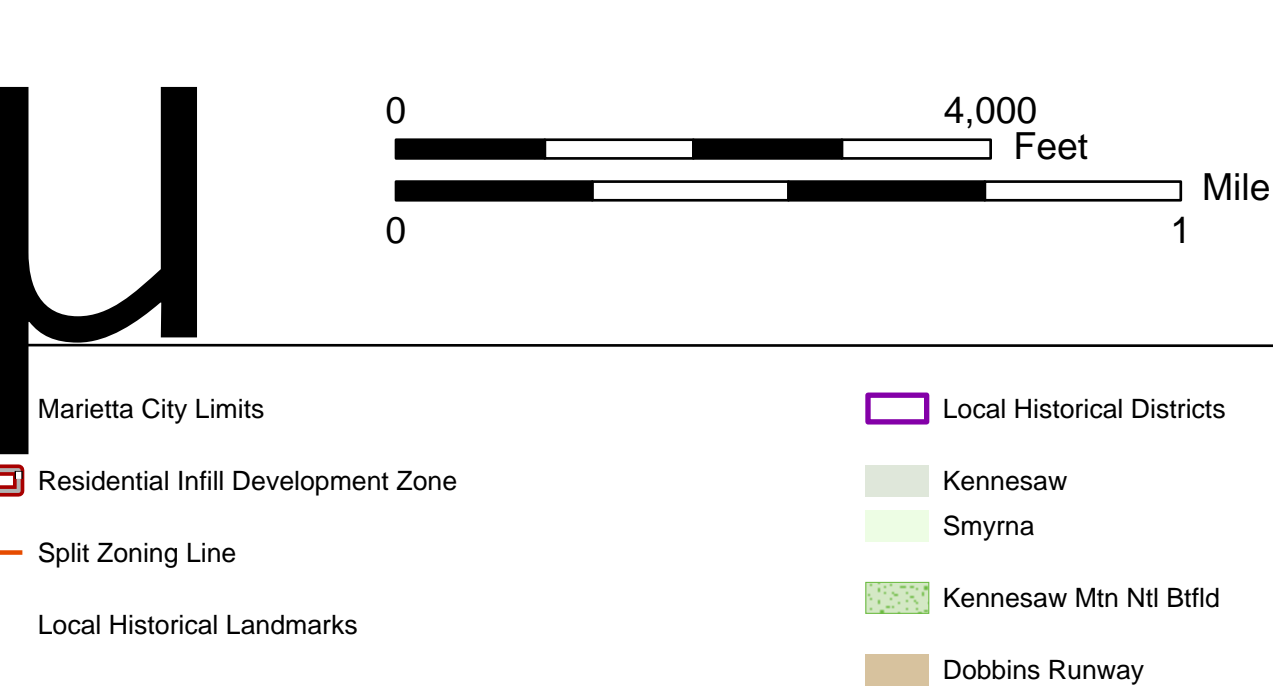 µ
0 4,000
Feet
Mile
0 1
Marietta City Limits
Residential Infill Development Zone
Split Zoning Line
Local Historical Landmarks
Local Historical Districts
Kennesaw
Smyrna
Kennesaw Mtn Ntl Btfld
Dobbins Runway